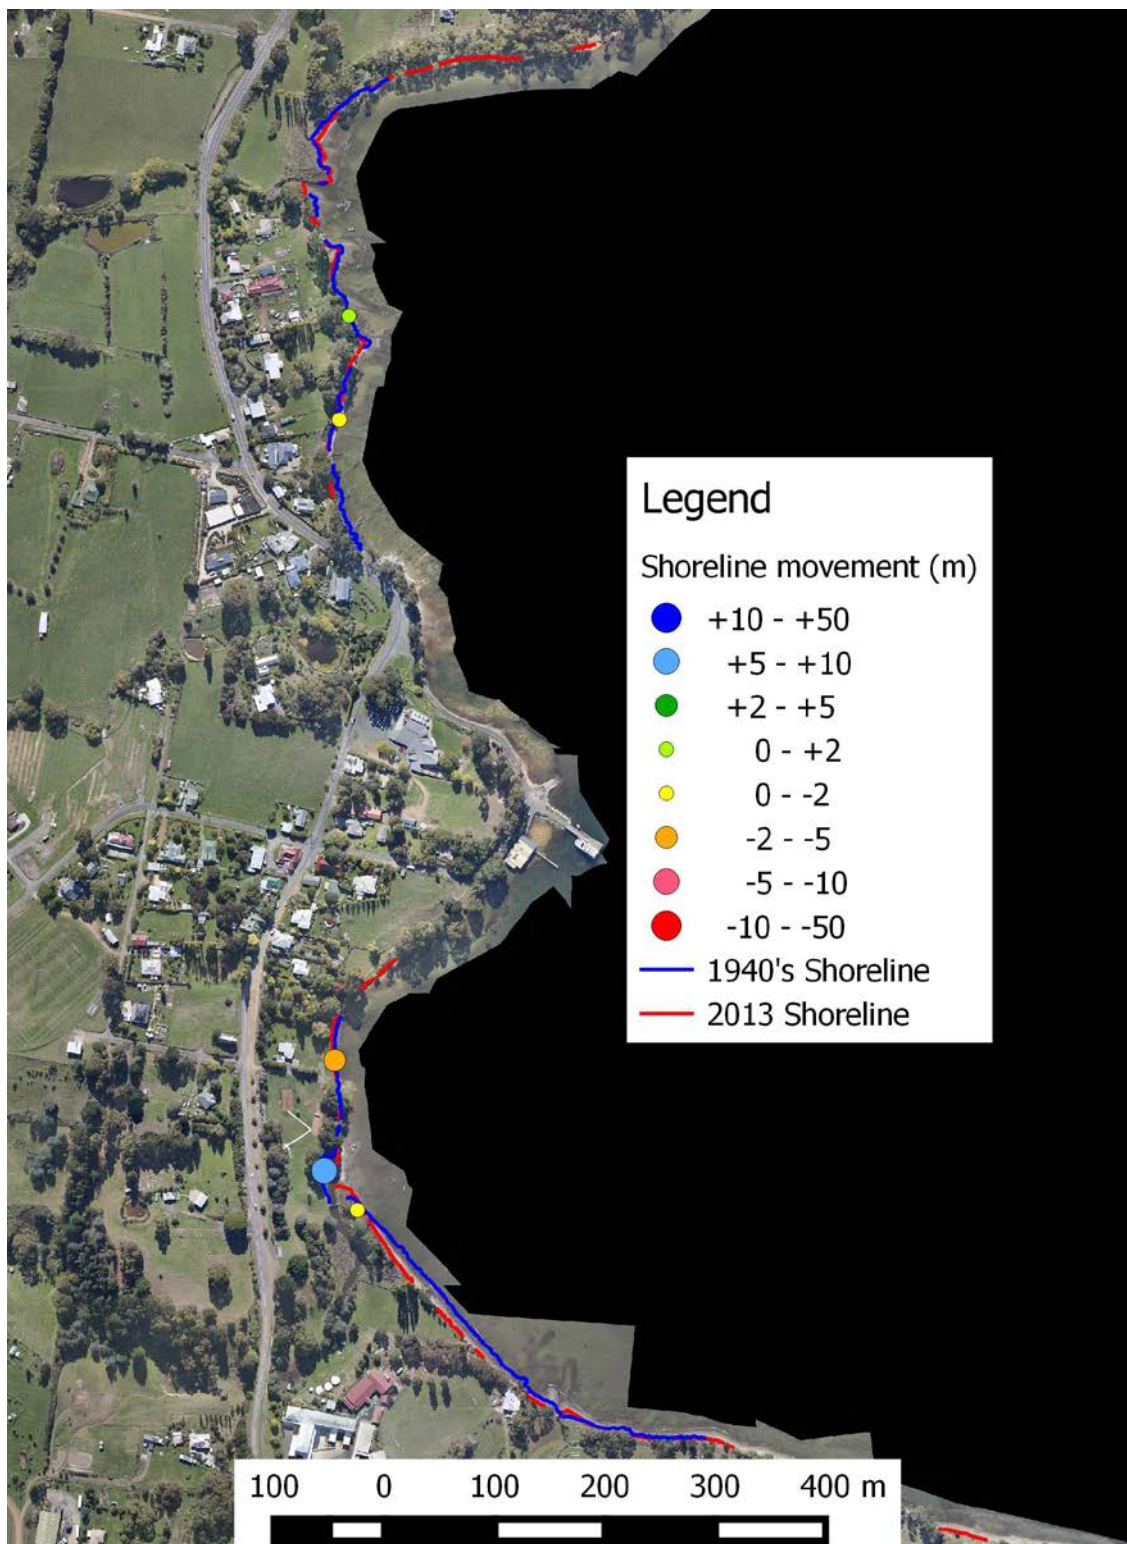 Legend
Shoreline movement (m)
+10 - +50
+5 - +10
+2 - +5
0 - +2
0 - -2
-2 - -5
-5 - -10
-10 - -50
1940's Shoreline
2013 Shoreline
100 0 100 200 300 400 m